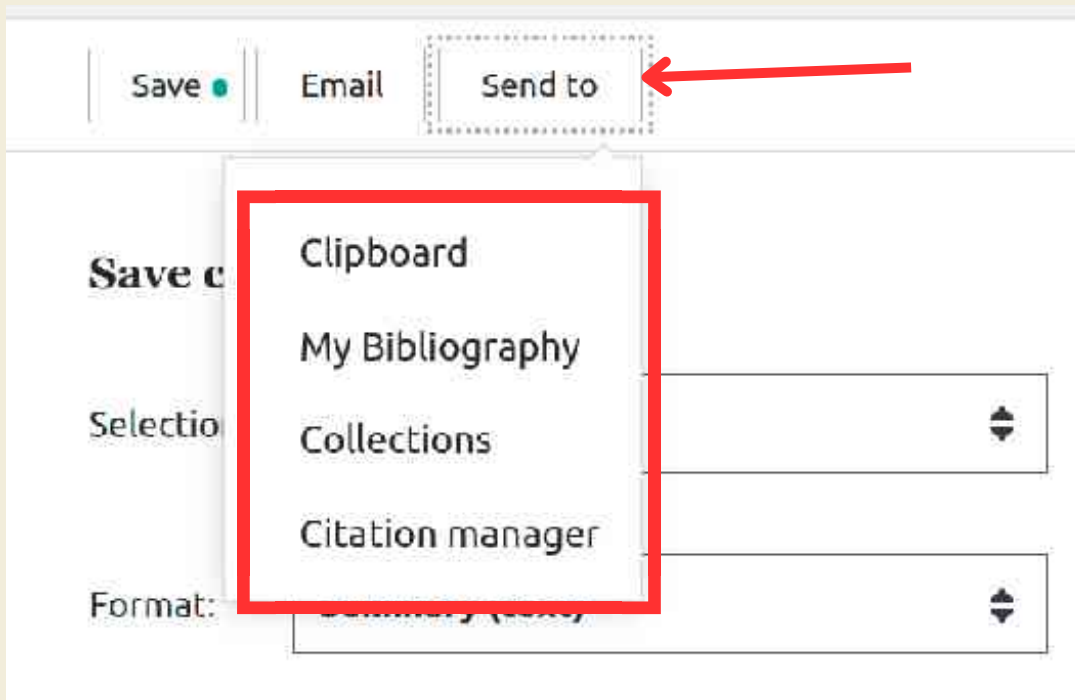 Save Email Send to
Clipboard
Save c
My Bibliography
Selectio
Collections
Citation manager
Format: